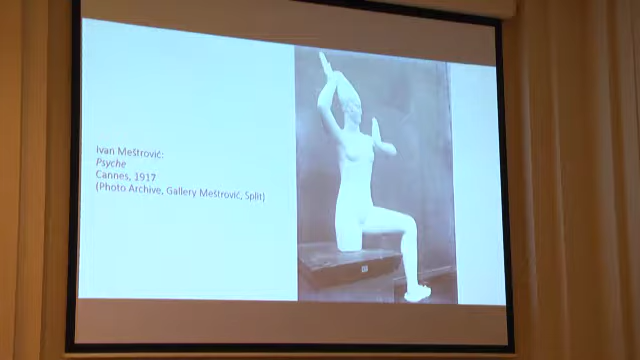 Ivan Meštrović:
Psyche
Cannes, 1917
(Photo Archive, Gallery Meštrović, Split)